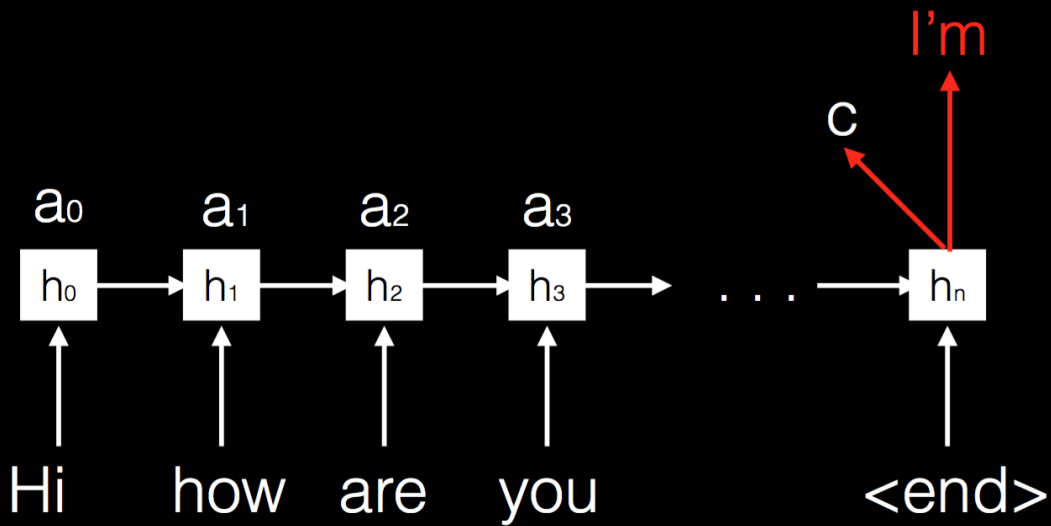 I'm
c
a0 a1 a2 a3
h0 h1 h2 h3 . . . hn
Hi how are you <end>